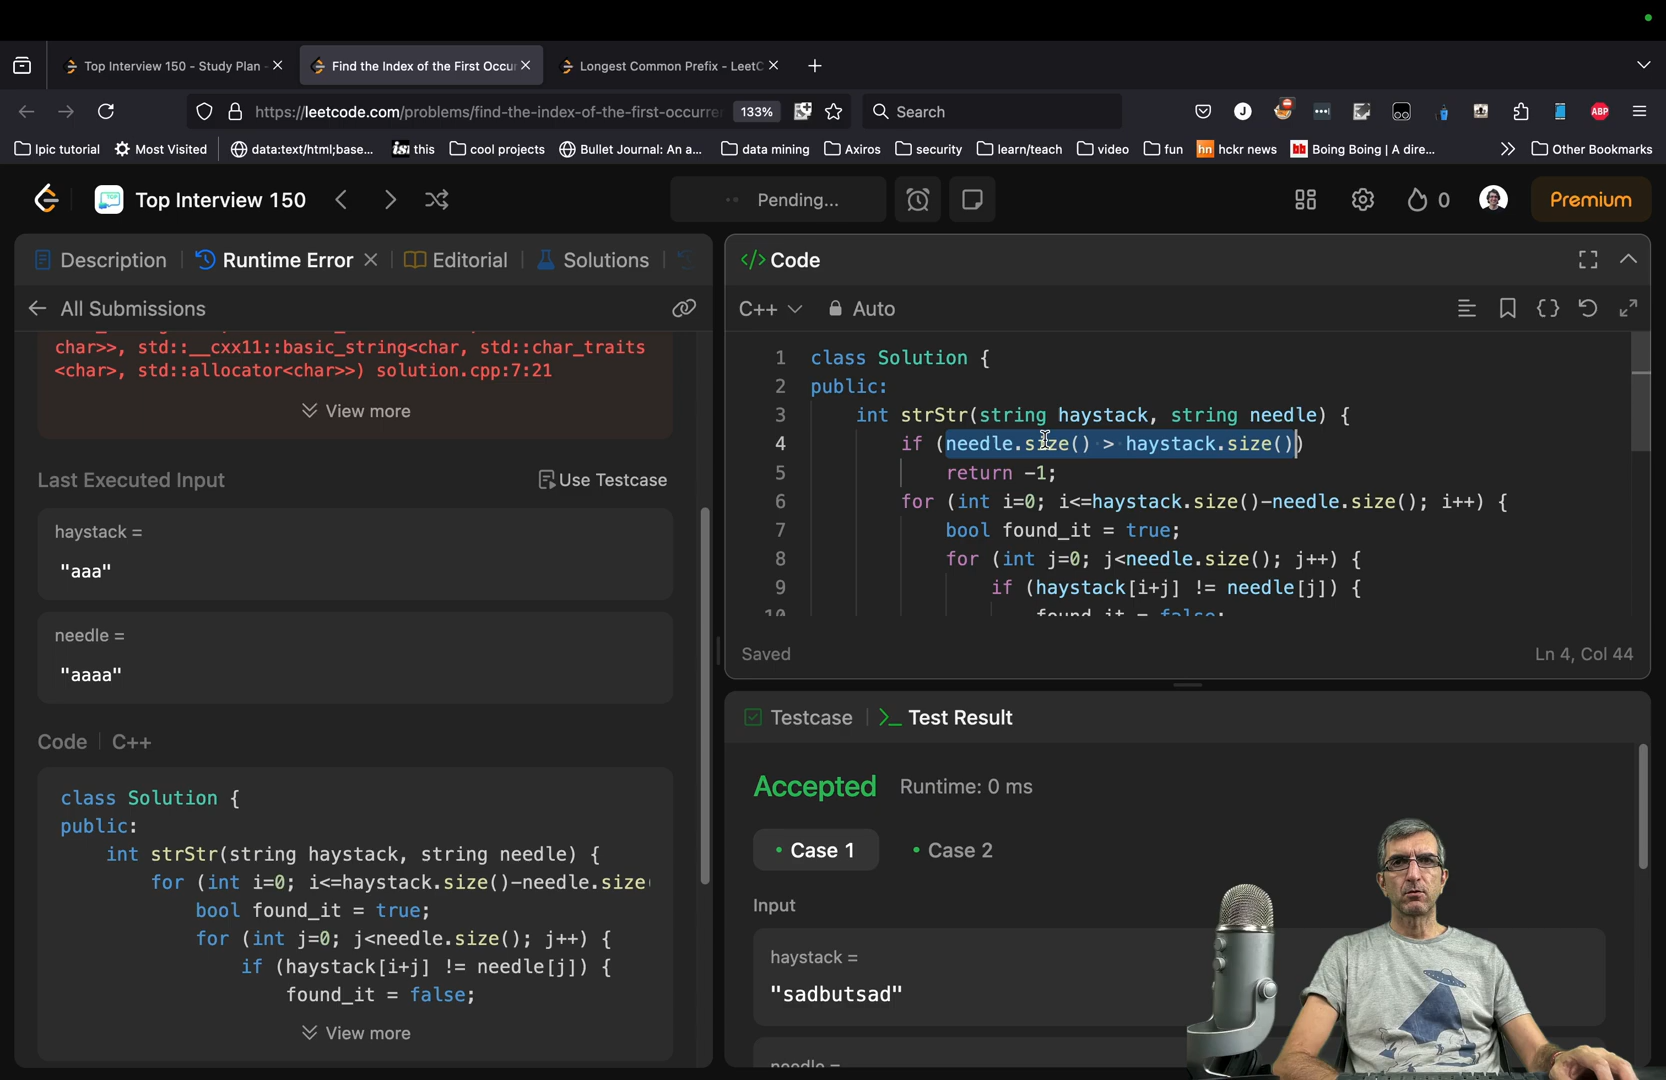 Top Interview 150 - Study Plan -
Find the Index of the First Occur
Longest Common Prefix - LeetC
https://leetcode.com/problems/find-the-index-of-the-first-occurre
133%
Search
J
ABP
Ipic tutorial
Most Visited
data:text/html;base...
isn this
cool projects
Bullet Journal: An a...
data mining
Axiros
security
learn/teach
video
fun
hn hckr news
bb Boing Boing | A dire...
Other Bookmarks
Top Interview 150
Pending...
0
Premium
Description
Runtime Error
Editorial
Solutions
All Submissions
char>>, std::__cxx11::basic_string<char, std::char_traits
<char>, std::allocator<char>>) solution.cpp:7:21
View more
Last Executed Input
Use Testcase
haystack =
"aaa"
needle =
"aaaa"
Code | C++
class Solution {
public:
int strStr(string haystack, string needle) {
for (int i=0; i<=haystack.size()-needle.size(
bool found_it = true;
for (int j=0; j<needle.size(); j++) {
if (haystack[i+j] != needle[j]) {
found_it = false;
View more
</> Code
C++
Auto
1 class Solution {
2 public:
3 int strStr(string haystack, string needle) {
4 if (needle.size() > haystack.size())
5 return -1;
6 for (int i=0; i<=haystack.size()-needle.size(); i++) {
7 bool found_it = true;
8 for (int j=0; j<needle.size(); j++) {
9 if (haystack[i+j] != needle[j]) {
10 found_it = false;
Saved
Ln 4, Col 44
Testcase
Test Result
Accepted
Runtime: 0 ms
Case 1
Case 2
Input
haystack =
"sadbutsad"
needle =